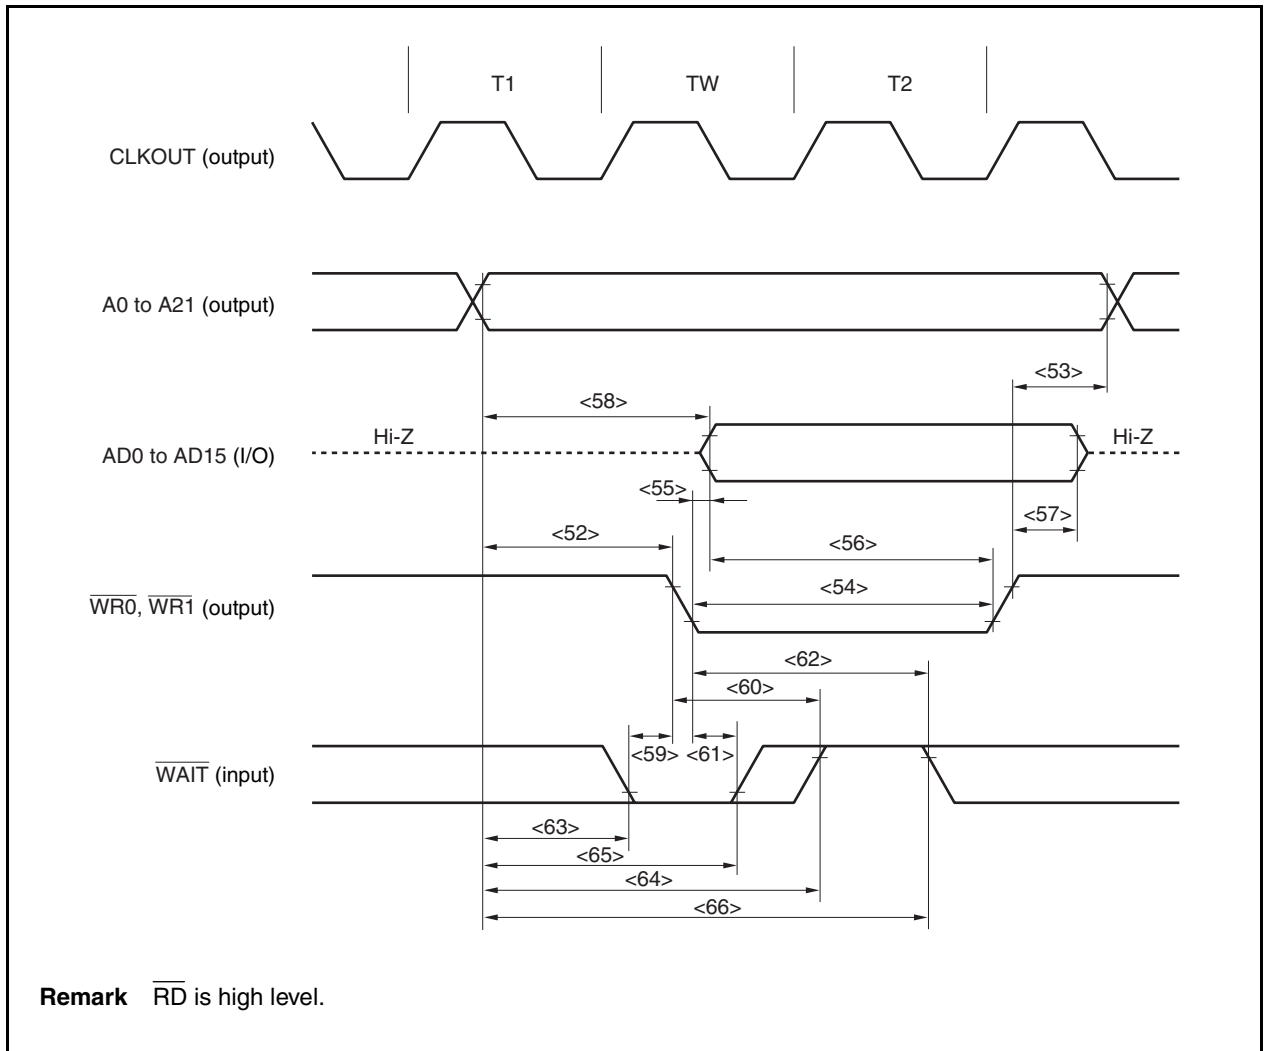 T1 TW T2
CLKOUT (output)
A0 to A21 (output)
<53>
<58>
Hi-Z Hi-Z
AD0 to AD15 (I/O)
<55>
<57>
<52>
<56>
<54>
WR0, WR1 (output)
<62>
<60>
<59> <61>
WAIT (input)
<63>
<65>
<64>
<66>
Remark RD is high level.